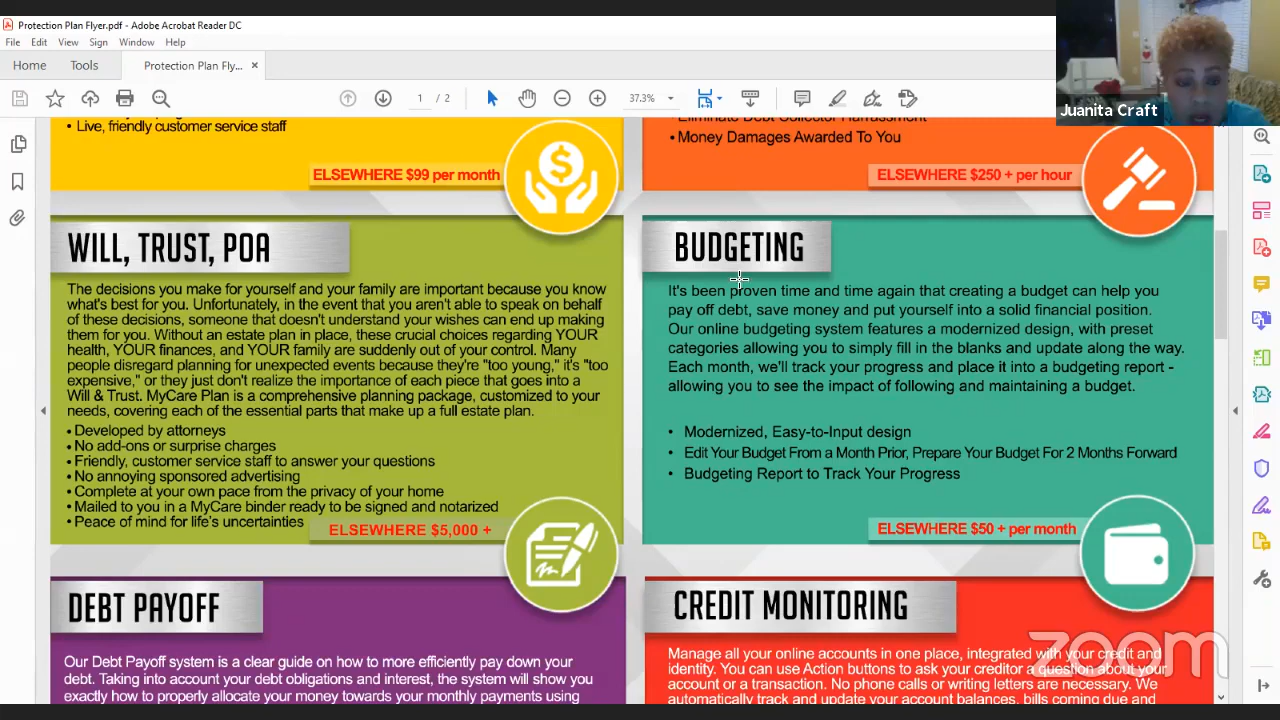 Protection Plan Flyer.pdf - Adobe Acrobat Reader DC
File Edit View Sign Window Help
Home Tools Protection Plan Fly... ×
1 / 2 37.3%
Juanita Craft
• Live, friendly customer service staff
ELSEWHERE $99 per month
Eliminate Debt Collector Harrassment
• Money Damages Awarded To You
ELSEWHERE $250 + per hour
WILL, TRUST, POA
The decisions you make for yourself and your family are important because you know
what's best for you. Unfortunately, in the event that you aren't able to speak on behalf
of these decisions, someone that doesn't understand your wishes can end up making
them for you. Without an estate plan in place, these crucial choices regarding YOUR
health, YOUR finances, and YOUR family are suddenly out of your control. Many
people disregard planning for unexpected events because they're "too young," it's "too
expensive," or they just don't realize the importance of each piece that goes into a
Will & Trust. MyCare Plan is a comprehensive planning package, customized to your
needs, covering each of the essential parts that make up a full estate plan.
• Developed by attorneys
• No add-ons or surprise charges
• Friendly, customer service staff to answer your questions
• No annoying sponsored advertising
• Complete at your own pace from the privacy of your home
• Mailed to you in a MyCare binder ready to be signed and notarized
• Peace of mind for life's uncertainties
ELSEWHERE $5,000 +
BUDGETING
It's been proven time and time again that creating a budget can help you
pay off debt, save money and put yourself into a solid financial position.
Our online budgeting system features a modernized design, with preset
categories allowing you to simply fill in the blanks and update along the way.
Each month, we'll track your progress and place it into a budgeting report -
allowing you to see the impact of following and maintaining a budget.
• Modernized, Easy-to-Input design
• Edit Your Budget From a Month Prior, Prepare Your Budget For 2 Months Forward
• Budgeting Report to Track Your Progress
ELSEWHERE $50 + per month
DEBT PAYOFF
Our Debt Payoff system is a clear guide on how to more efficiently pay down your
debt. Taking into account your debt obligations and interest, the system will show you
exactly how to properly allocate your money towards your monthly payments using
CREDIT MONITORING
Manage all your online accounts in one place, integrated with your credit and
identity. You can use Action buttons to ask your creditor a question about your
account or a transaction. No phone calls or writing letters are necessary. We
automatically track and update your account balances, bills coming due and
zoom